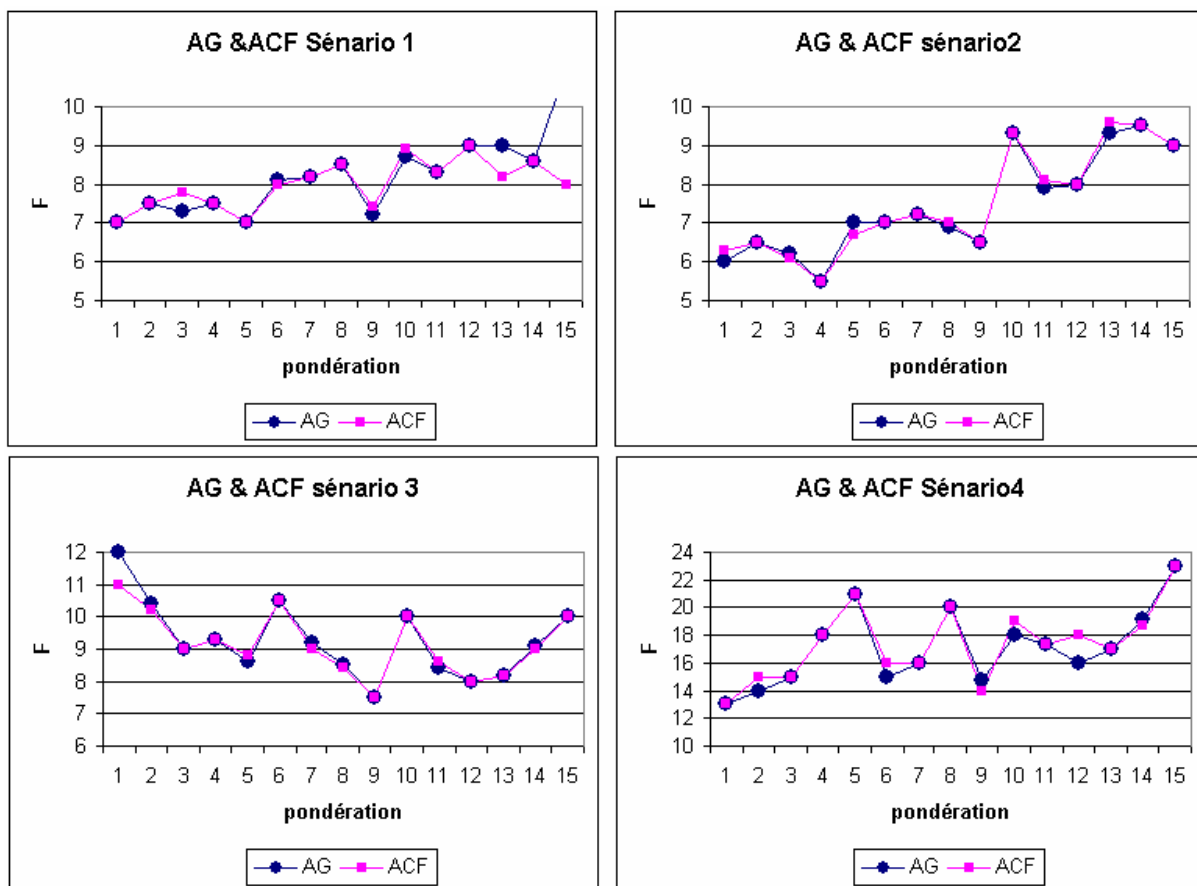 AG &ACF Sénario 1
10
9
8
7
6
5
F
1 2 3 4 5 6 7 8 9 10 11 12 13 14 15
pondération
AG ACF
AG & ACF sénario2
10
9
8
7
6
5
F
1 2 3 4 5 6 7 8 9 10 11 12 13 14 15
pondération
AG ACF
AG & ACF sénario 3
12
11
10
9
8
7
6
F
1 2 3 4 5 6 7 8 9 10 11 12 13 14 15
pondération
AG ACF
AG & ACF Sénario4
24
22
20
18
16
14
12
10
F
1 2 3 4 5 6 7 8 9 10 11 12 13 14 15
pondération
AG ACF